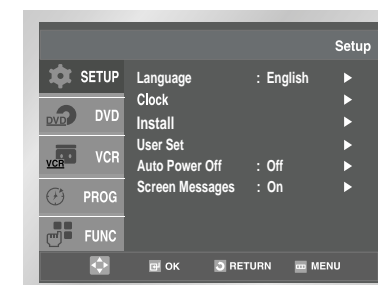 Setup
SETUP
Language : English ►
Clock ►
DVD DVD
Install ►
User Set ►
VCR VCR
Auto Power Off : Off ►
Screen Messages : On ►
PROG
FUNC
OK RETURN MENU